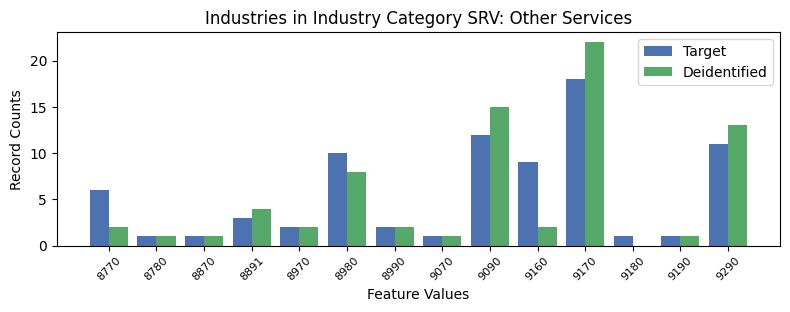 Industries in Industry Category SRV: Other Services
Target
Deidentified
Record Counts
20
15
10
5
0
8770 8780 8870 8891 8970 8980 8990 9070 9090 9160 9170 9180 9190 9290
Feature Values